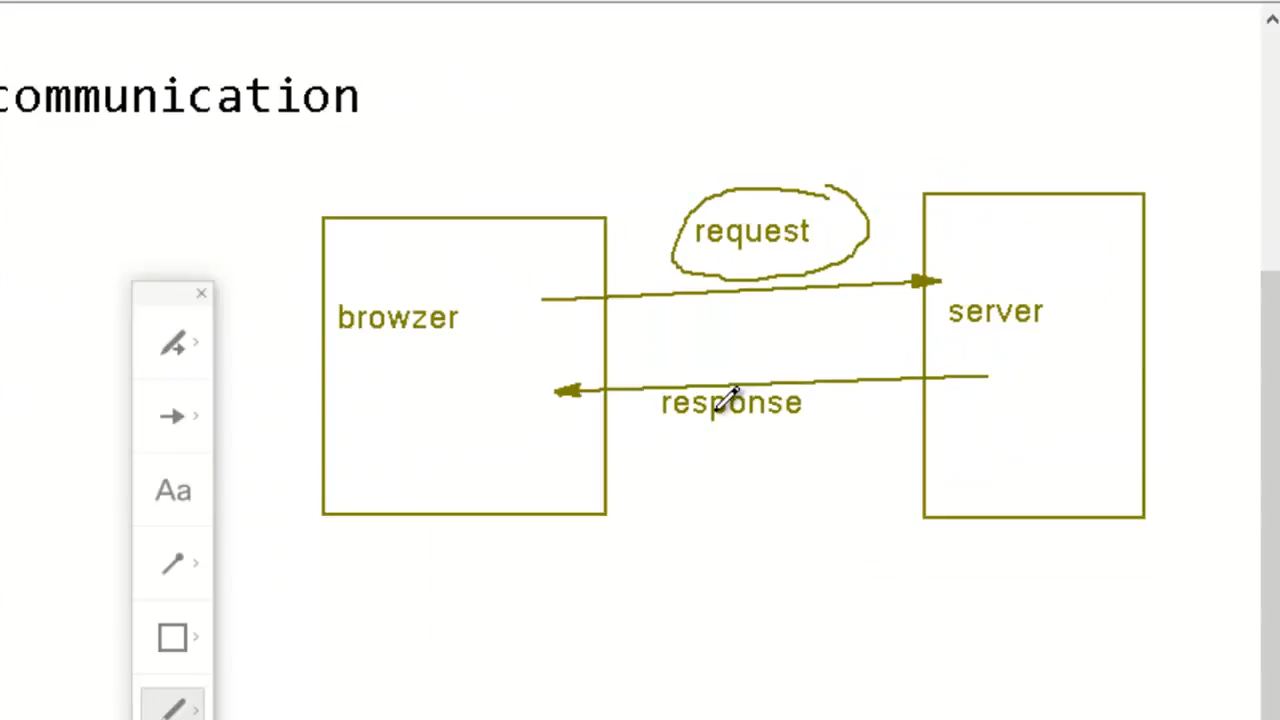 communication
request
browzer
server
response
Aa